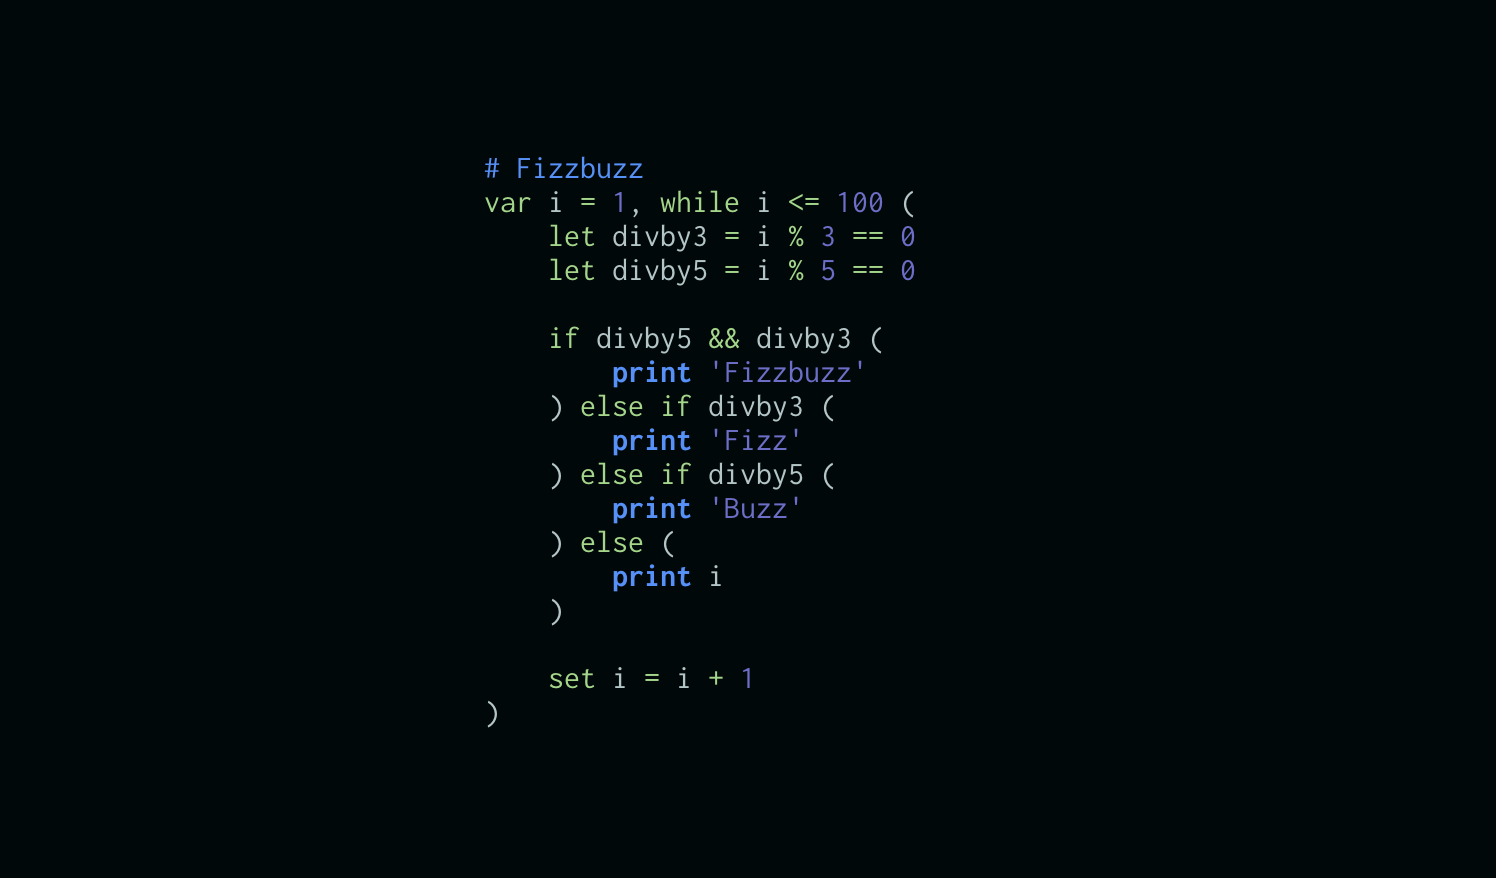 # Fizzbuzz
var i = 1, while i <= 100 (
    let divby3 = i % 3 == 0
    let divby5 = i % 5 == 0

    if divby5 && divby3 (
        print 'Fizzbuzz'
    ) else if divby3 (
        print 'Fizz'
    ) else if divby5 (
        print 'Buzz'
    ) else (
        print i
    )

    set i = i + 1
)